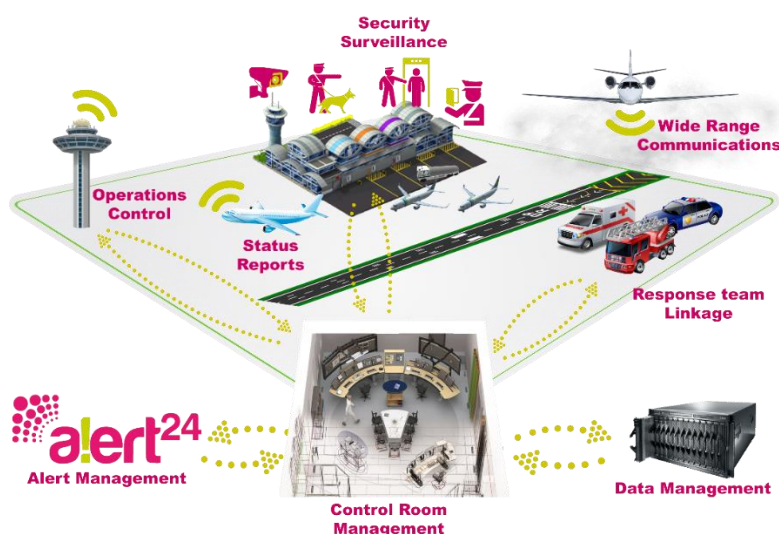 Security
Surveillance
Wide Range
Communications
Operations
Control
Status
Reports
Response team
Linkage
a!ert24
Alert Management
Data Management
Control Room
Management